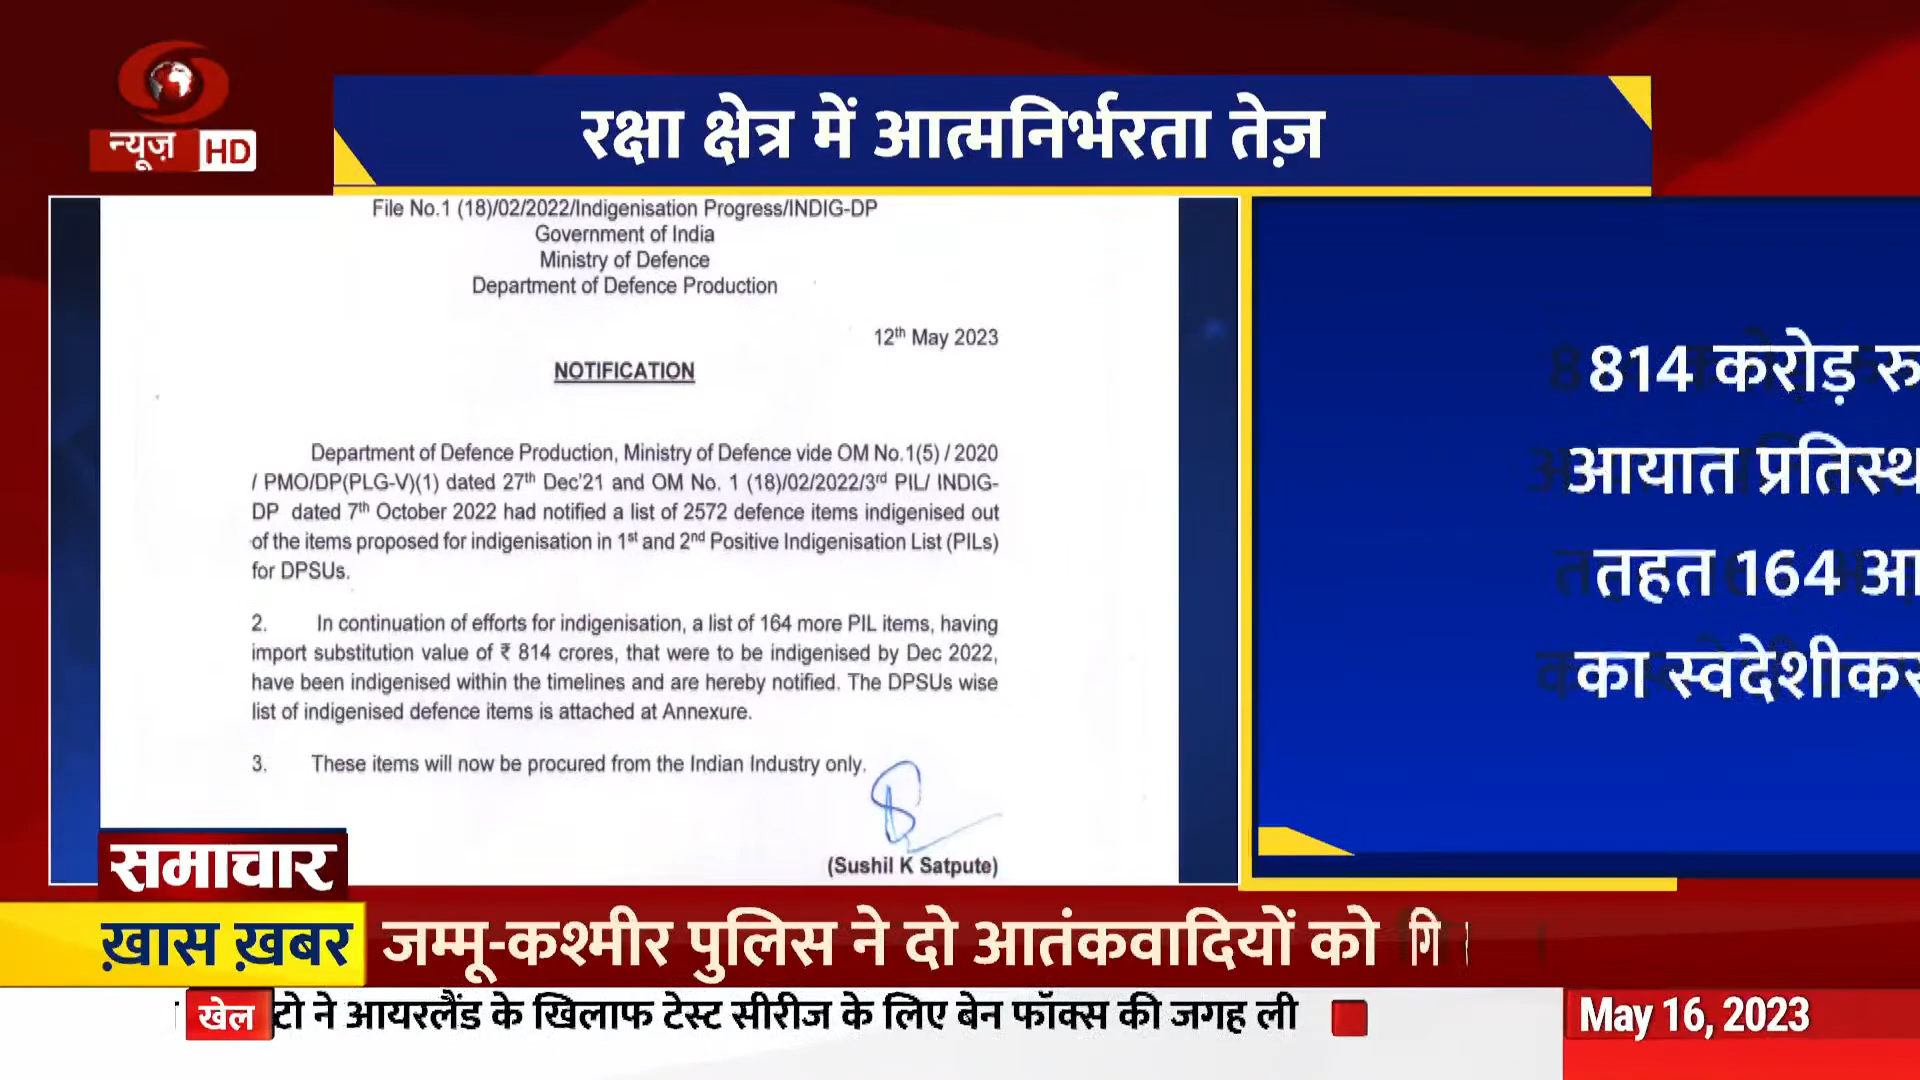 न्यूज़ HD
रक्षा क्षेत्र में आत्मनिर्भरता तेज़
File No.1 (18)/02/2022/Indigenisation Progress/INDIG-DP
Government of India
Ministry of Defence
Department of Defence Production
12th May 2023
NOTIFICATION
Department of Defence Production, Ministry of Defence vide OM No.1(5) / 2020
/ PMO/DP(PLG-V)(1) dated 27th Dec'21 and OM No. 1 (18)/02/2022/3rd PIL/ INDIG-
DP dated 7th October 2022 had notified a list of 2572 defence items indigenised out
of the items proposed for indigenisation in 1st and 2nd Positive Indigenisation List (PILs)
for DPSUs.
2. In continuation of efforts for indigenisation, a list of 164 more PIL items, having
import substitution value of ₹ 814 crores, that were to be indigenised by Dec 2022,
have been indigenised within the timelines and are hereby notified. The DPSUs wise
list of indigenised defence items is attached at Annexure.
3. These items will now be procured from the Indian Industry only.
(Sushil K Satpute)
814 करोड़ रु
आयात प्रतिस्थ
तहत 164 आ
का स्वदेशीकर
समाचार
ख़ास ख़बर जम्मू-कश्मीर पुलिस ने दो आतंकवादियों को गि
खेल टो ने आयरलैंड के खिलाफ टेस्ट सीरीज के लिए बेन फॉक्स की जगह ली
May 16, 2023